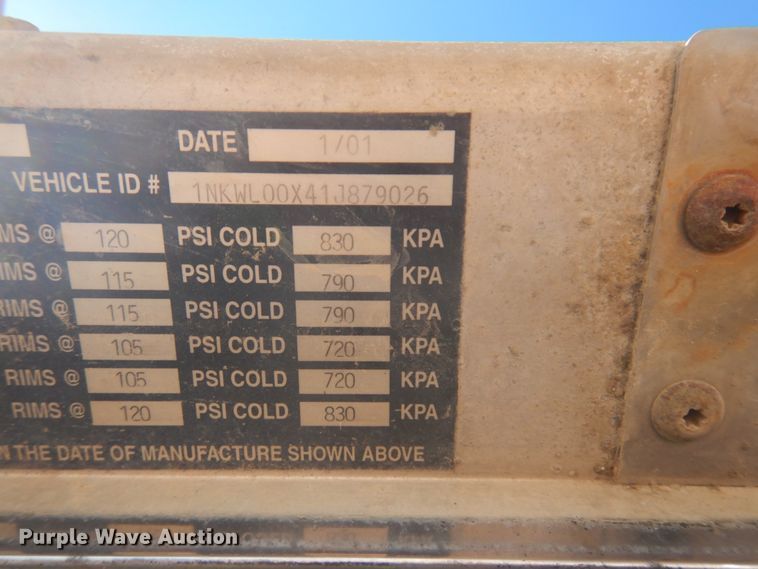 DATE 1/01
VEHICLE ID # 1NKWL00X41J879026
IMS @ 120 PSI COLD 830 KPA
IMS @ 115 PSI COLD 790 KPA
RIMS @ 115 PSI COLD 790 KPA
RIMS @ 105 PSI COLD 720 KPA
RIMS @ 105 PSI COLD 720 KPA
RIMS @ 120 PSI COLD 830 KPA
N THE DATE OF MANUFACTURE SHOWN ABOVE
Purple Wave Auction